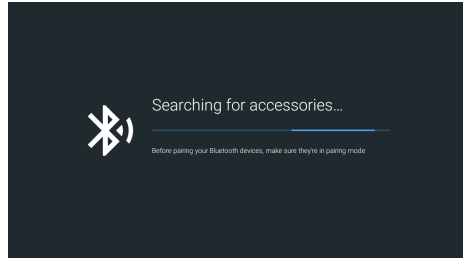 Searching for accessories...
Before pairing your Bluetooth devices, make sure they're in pairing mode